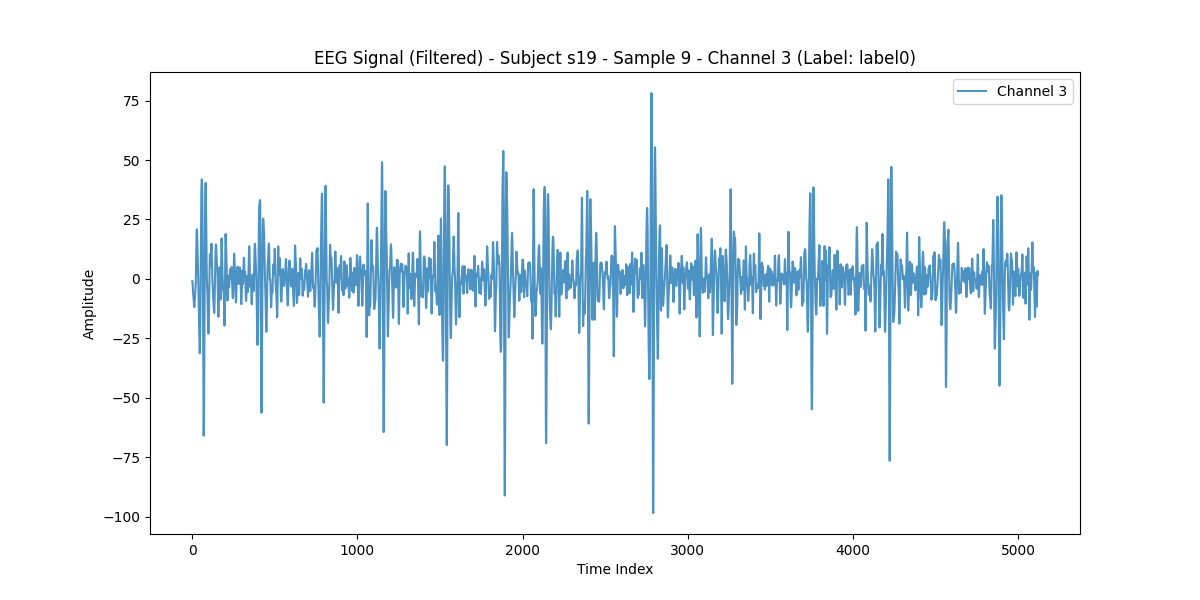 EEG Signal (Filtered) - Subject s19 - Sample 9 - Channel 3 (Label: label0)
Channel 3
75
50
25
0
−25
−50
−75
−100
Amplitude
0 1000 2000 3000 4000 5000
Time Index